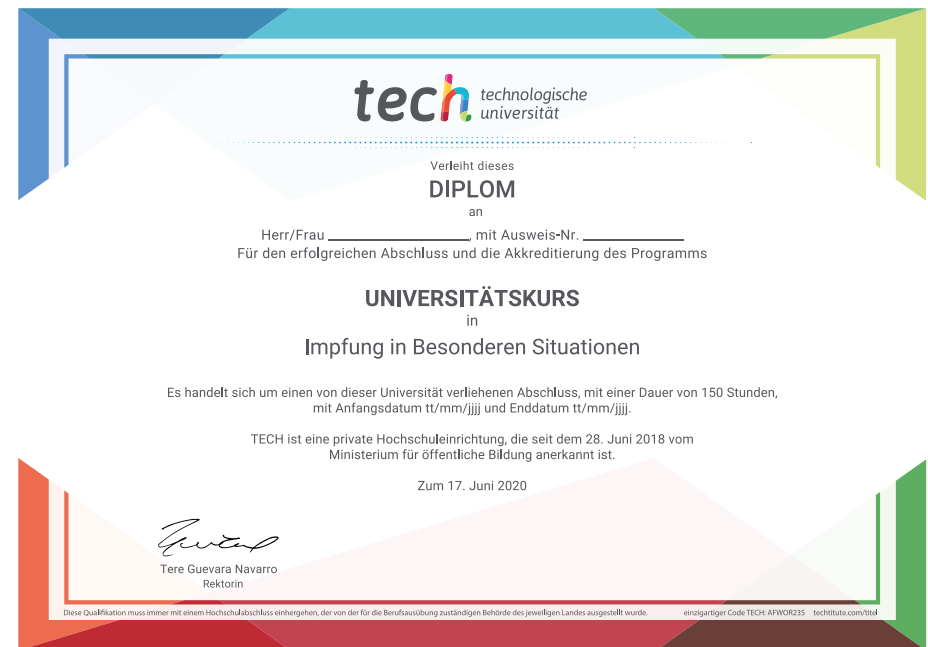 tech technologische
universität
Verleiht dieses
DIPLOM
an
Herr/Frau ____________________, mit Ausweis-Nr. ______________
Für den erfolgreichen Abschluss und die Akkreditierung des Programms
UNIVERSITÄTSKURS
in
Impfung in Besonderen Situationen
Es handelt sich um einen von dieser Universität verliehenen Abschluss, mit einer Dauer von 150 Stunden,
mit Anfangsdatum tt/mm/jjjj und Enddatum tt/mm/jjjj.
TECH ist eine private Hochschuleinrichtung, die seit dem 28. Juni 2018 vom
Ministerium für öffentliche Bildung anerkannt ist.
Zum 17. Juni 2020
Tere Guevara Navarro
Rektorin
Diese Qualifikation muss immer mit einem Hochschulabschluss einhergehen, der von der für die Berufsausübung zuständigen Behörde des jeweiligen Landes ausgestellt wurde. einzigartiger Code TECH: AFWOR23S techtitute.com/titel